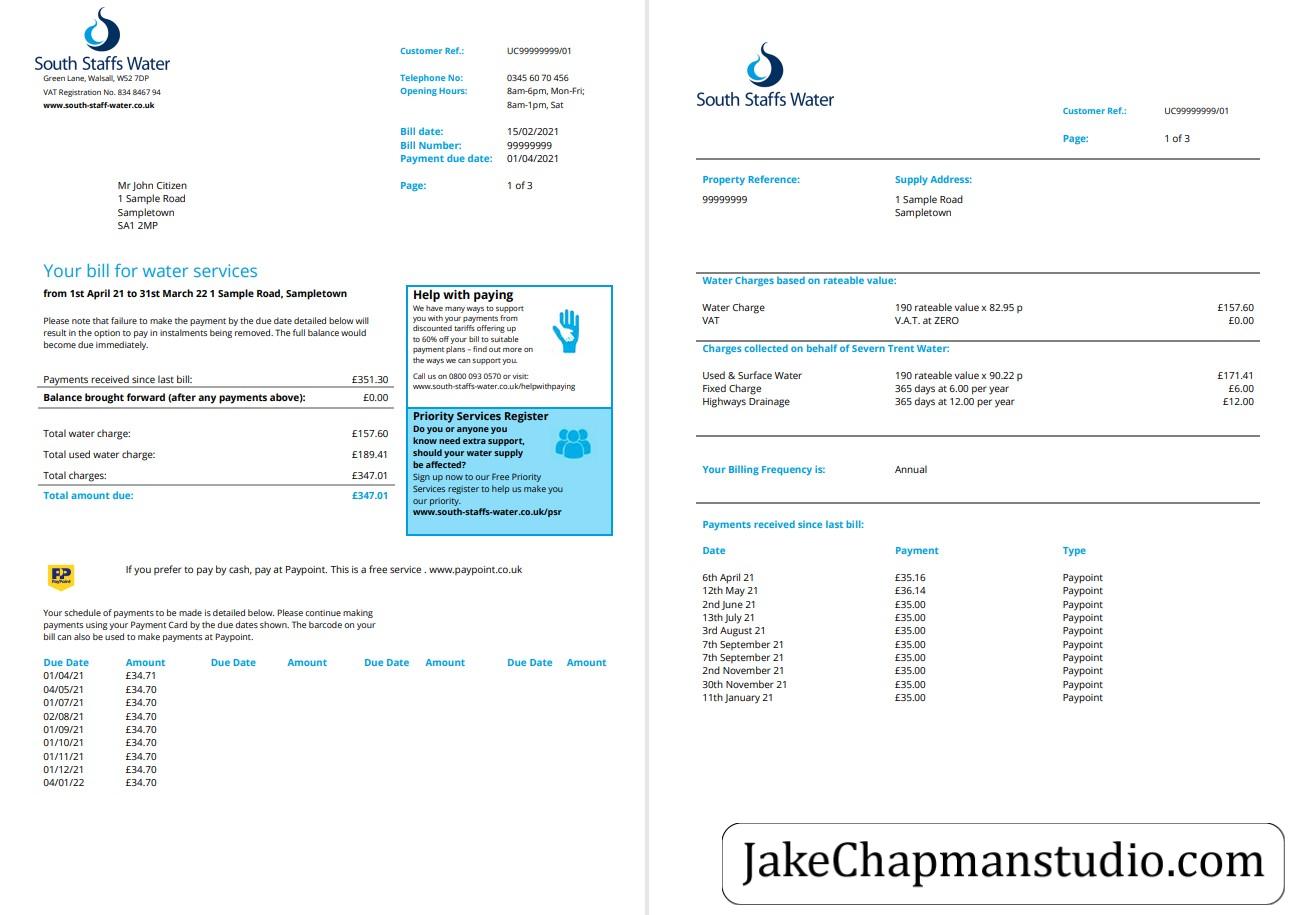 South Staffs Water
Green Lane, Walsall, WS2 7DP
VAT Registration No. 834 8467 94
www.south-staff-water.co.uk
Customer Ref.: UC99999999/01
Telephone No: 0345 60 70 456
Opening Hours: 8am-6pm, Mon-Fri;
8am-1pm, Sat
Bill date: 15/02/2021
Bill Number: 99999999
Payment due date: 01/04/2021
Page: 1 of 3
Mr John Citizen
1 Sample Road
Sampletown
SA1 2MP
Your bill for water services
from 1st April 21 to 31st March 22 1 Sample Road, Sampletown
Please note that failure to make the payment by the due date detailed below will
result in the option to pay in instalments being removed. The full balance would
become due immediately.
Payments received since last bill: £351.30
Balance brought forward (after any payments above): £0.00
Total water charge: £157.60
Total used water charge: £189.41
Total charges: £347.01
Total amount due: £347.01
Help with paying
We have many ways to support
you with your payments from
discounted tariffs offering up
to 60% off your bill to suitable
payment plans – find out more on
the ways we can support you.
Call us on 0800 093 0570 or visit:
www.south-staffs-water.co.uk/helpwithpaying
Priority Services Register
Do you or anyone you
know need extra support,
should your water supply
be affected?
Sign up now to our Free Priority
Services register to help us make you
our priority.
www.south-staffs-water.co.uk/psr
PayPoint
If you prefer to pay by cash, pay at Paypoint. This is a free service . www.paypoint.co.uk
Your schedule of payments to be made is detailed below. Please continue making
payments using your Payment Card by the due dates shown. The barcode on your
bill can also be used to make payments at Paypoint.
Due Date Amount Due Date Amount Due Date Amount Due Date Amount
01/04/21 £34.71
04/05/21 £34.70
01/07/21 £34.70
02/08/21 £34.70
01/09/21 £34.70
01/10/21 £34.70
01/11/21 £34.70
01/12/21 £34.70
04/01/22 £34.70
South Staffs Water
Customer Ref.: UC99999999/01
Page: 1 of 3
Property Reference: Supply Address:
99999999 1 Sample Road
Sampletown
Water Charges based on rateable value:
Water Charge 190 rateable value x 82.95 p £157.60
VAT V.A.T. at ZERO £0.00
Charges collected on behalf of Severn Trent Water:
Used & Surface Water 190 rateable value x 90.22 p £171.41
Fixed Charge 365 days at 6.00 per year £6.00
Highways Drainage 365 days at 12.00 per year £12.00
Your Billing Frequency is: Annual
Payments received since last bill:
Date Payment Type
6th April 21 £35.16 Paypoint
12th May 21 £36.14 Paypoint
2nd June 21 £35.00 Paypoint
13th July 21 £35.00 Paypoint
3rd August 21 £35.00 Paypoint
7th September 21 £35.00 Paypoint
7th September 21 £35.00 Paypoint
2nd November 21 £35.00 Paypoint
30th November 21 £35.00 Paypoint
11th January 21 £35.00 Paypoint
JakeChapmanstudio.com